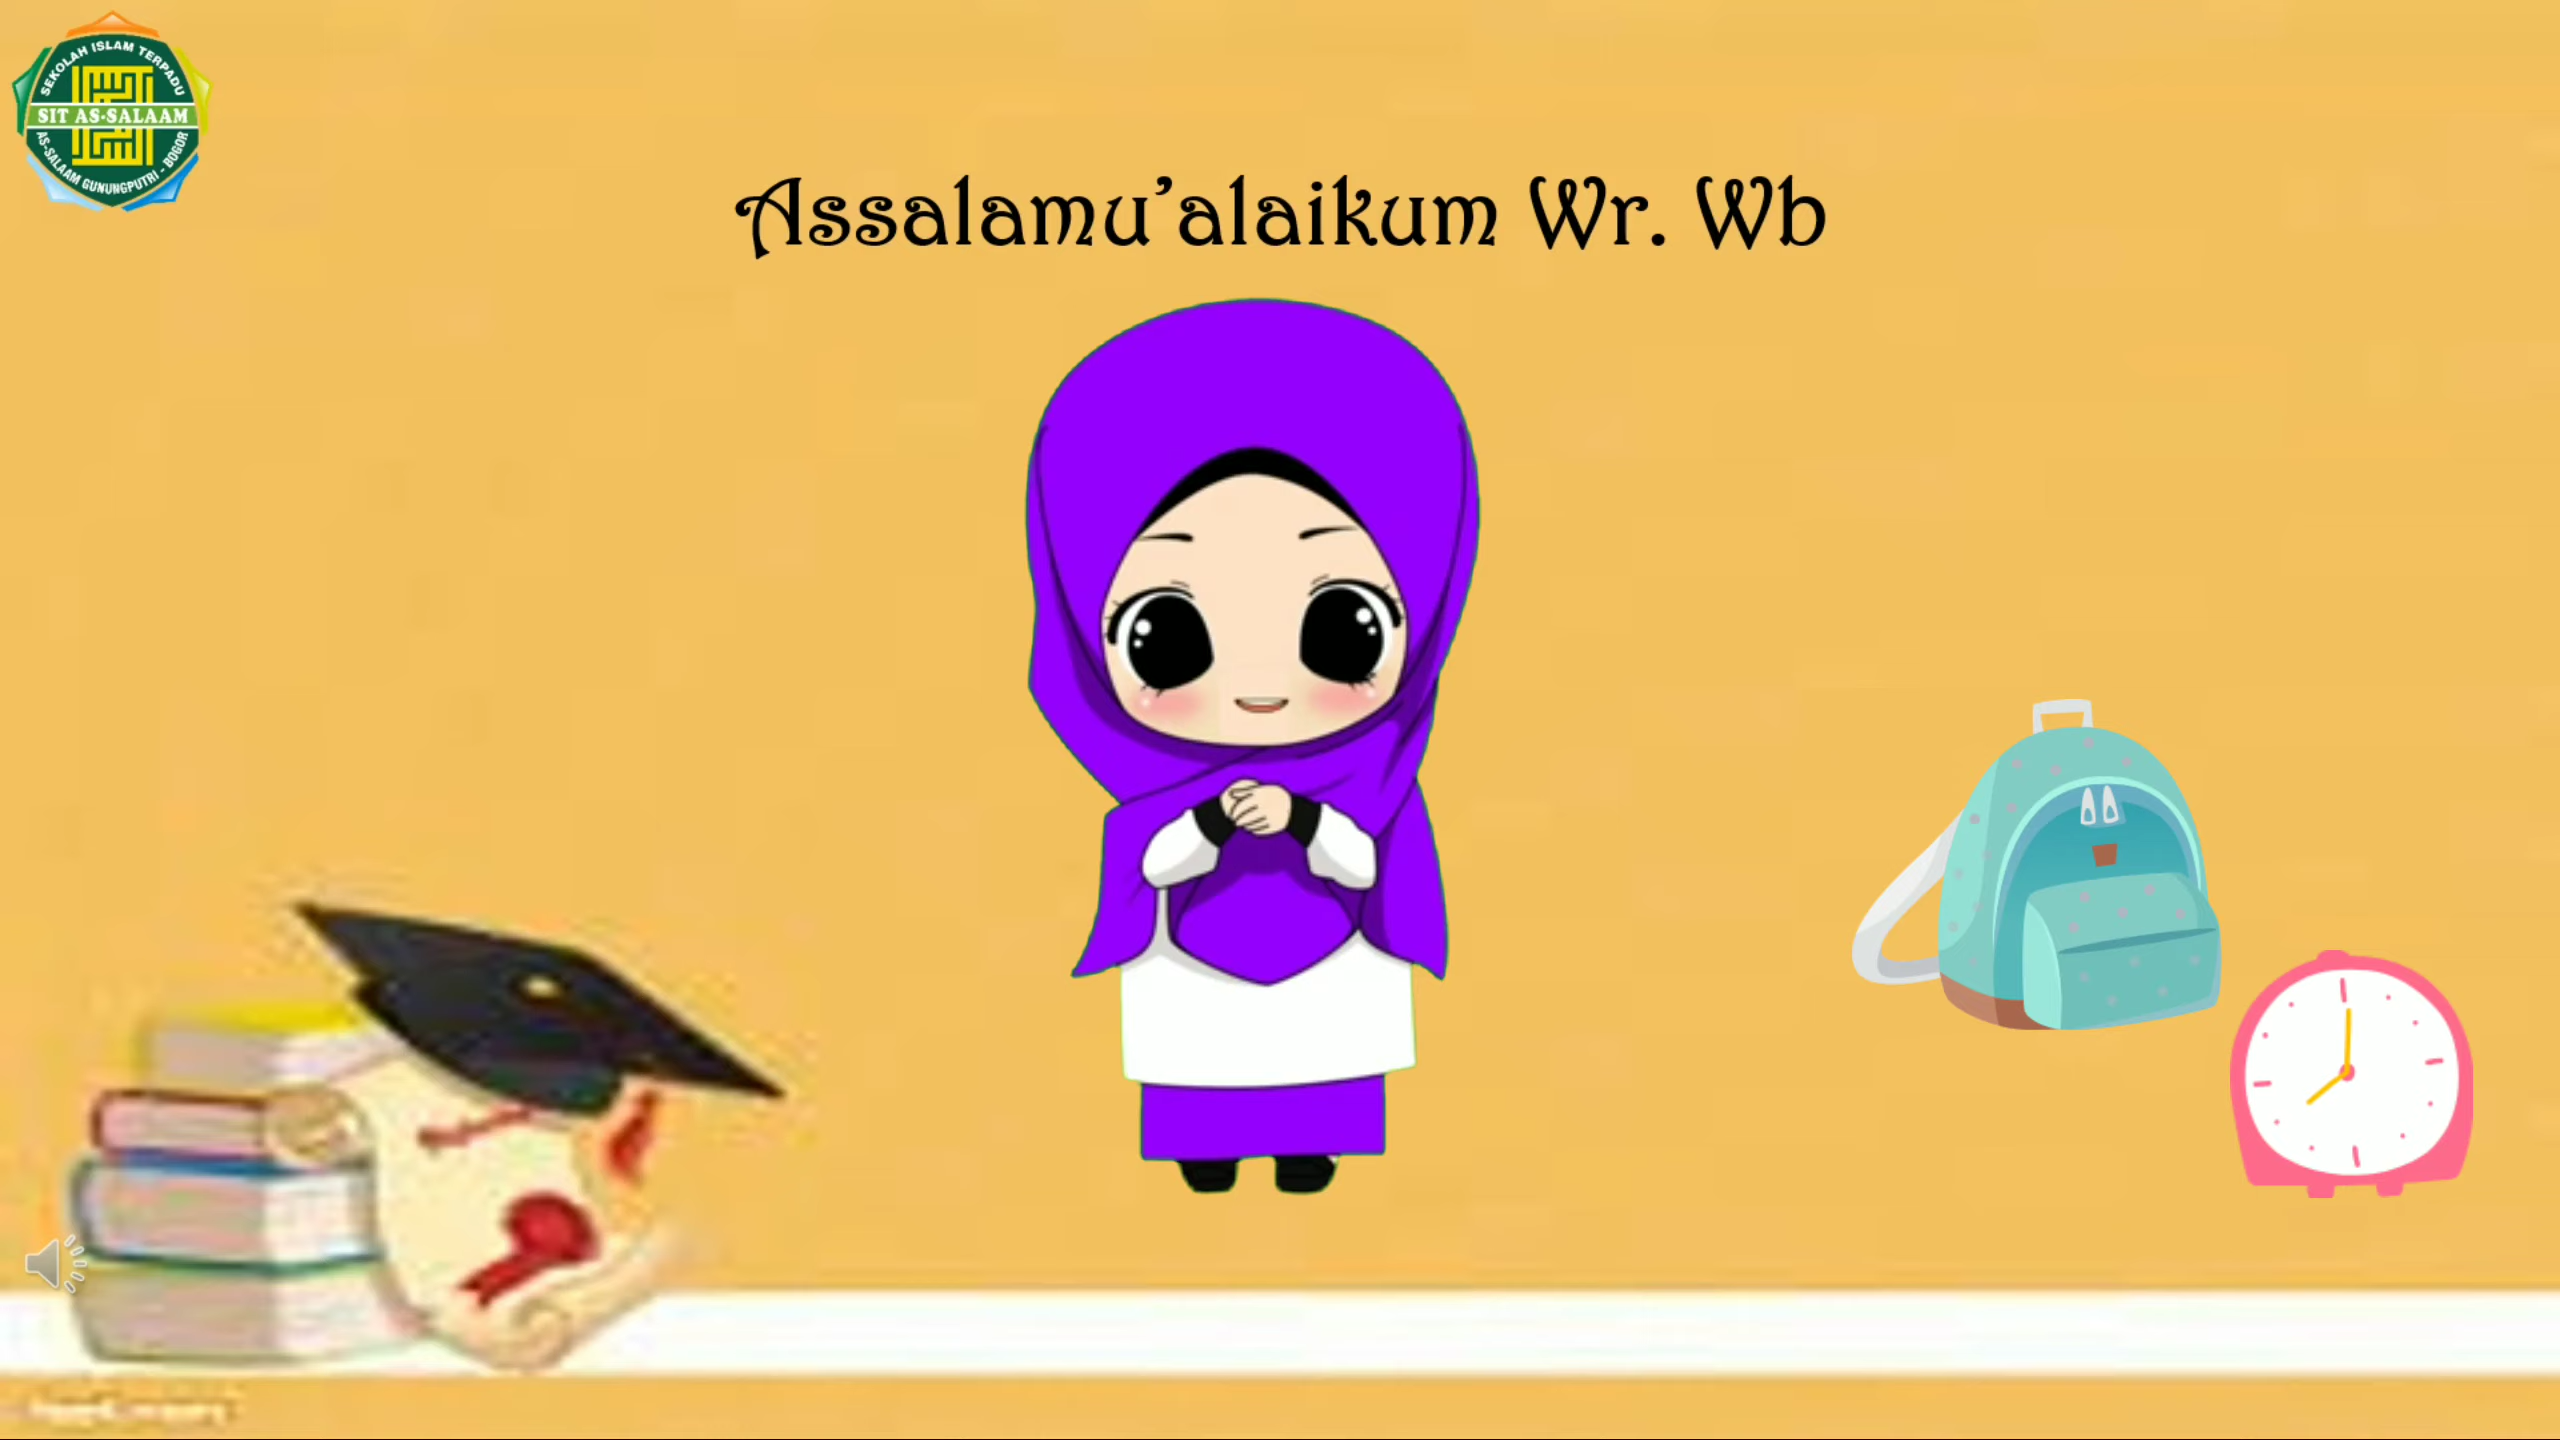 SEKOLAH ISLAM TERPADU
SIT AS-SALAAM
AS-SALAAM GUNUNGPUTRI - BOGOR
Assalamu’alaikum Wr. Wb